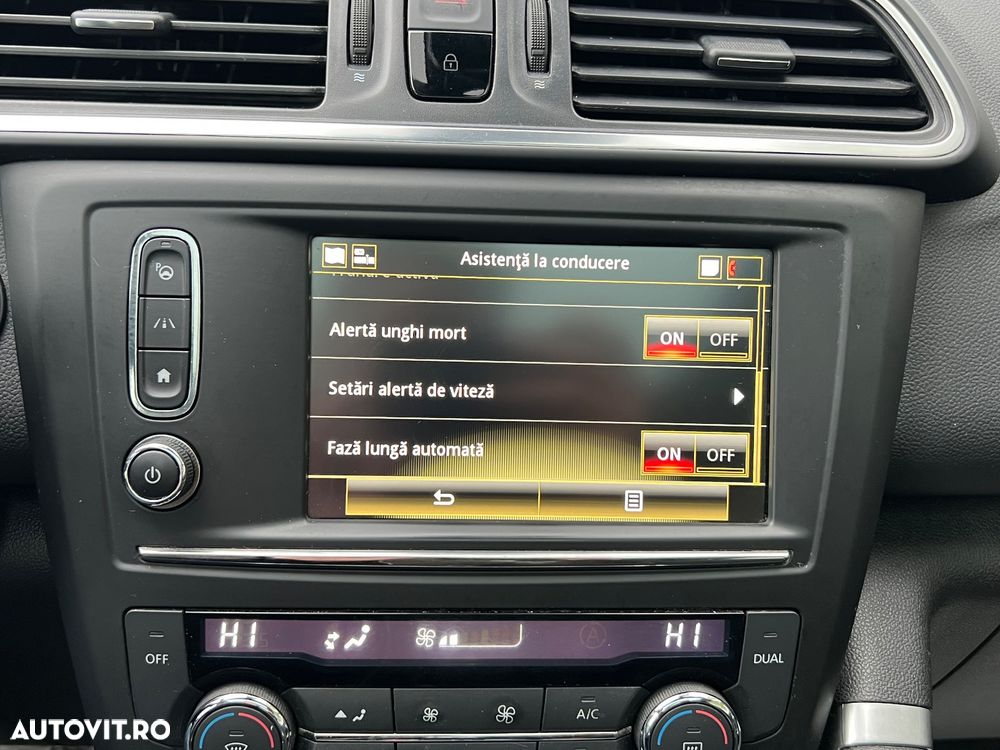 Asistență la conducere
Alertă unghi mort
ON OFF
Setări alertă de viteză
Fază lungă automată
ON OFF
HI
A
HI
OFF
DUAL
A/C
AUTOVIT.RO